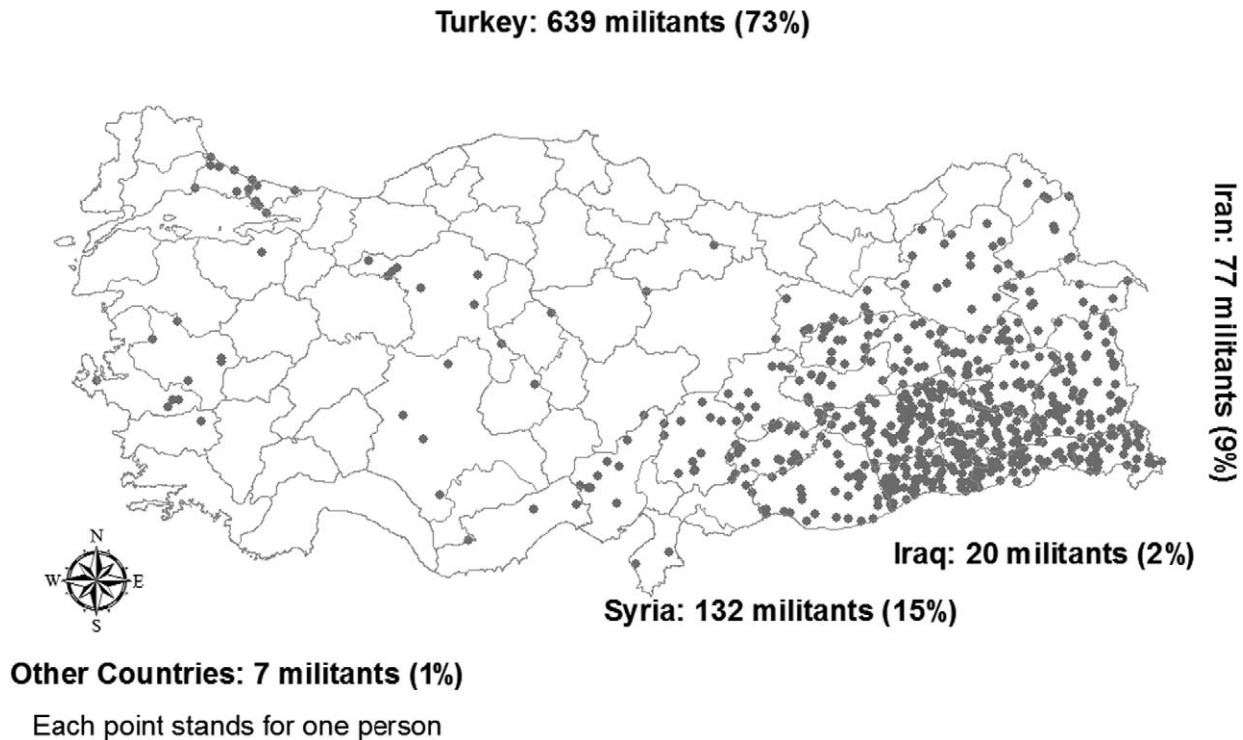 Turkey: 639 militants (73%)
Iran: 77 militants (9%)
N
W E
S
Iraq: 20 militants (2%)
Syria: 132 militants (15%)
Other Countries: 7 militants (1%)
Each point stands for one person